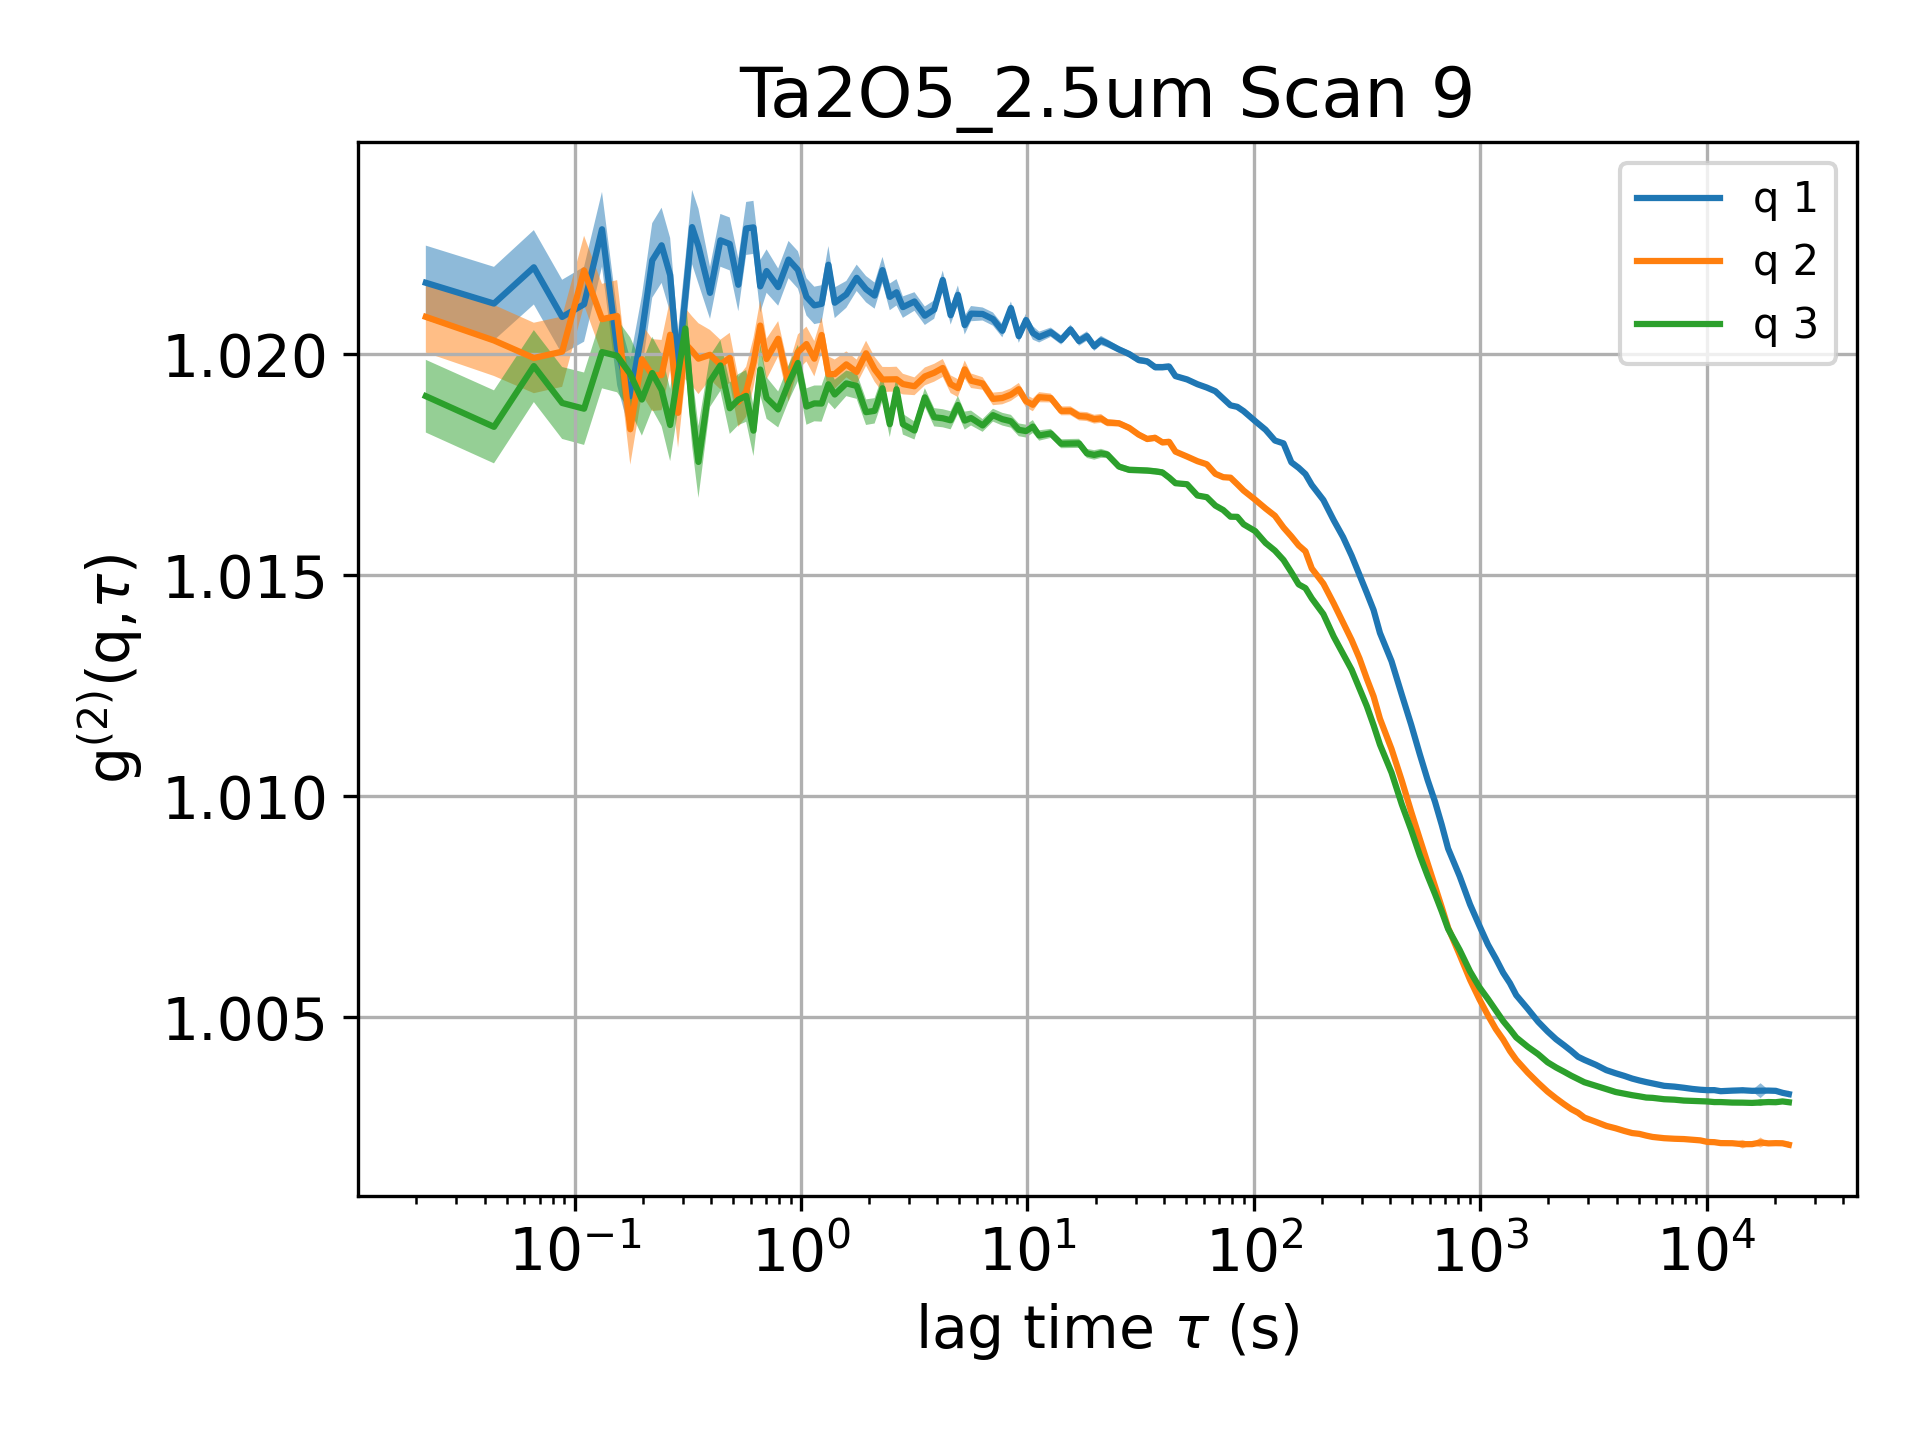 Ta2O5_2.5um Scan 9
q 1
q 2
q 3
g⁽²⁾(q,τ)
1.020
1.015
1.010
1.005
10⁻¹ 10⁰ 10¹ 10² 10³ 10⁴
lag time τ (s)